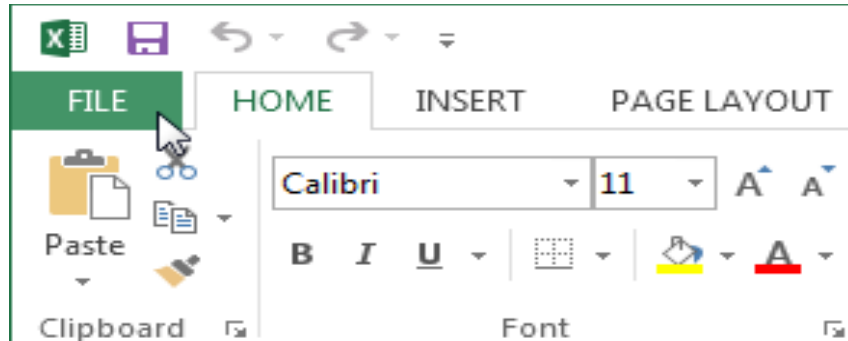 FILE HOME INSERT PAGE LAYOUT
Calibri 11 A A
Paste B I U A
Clipboard Font